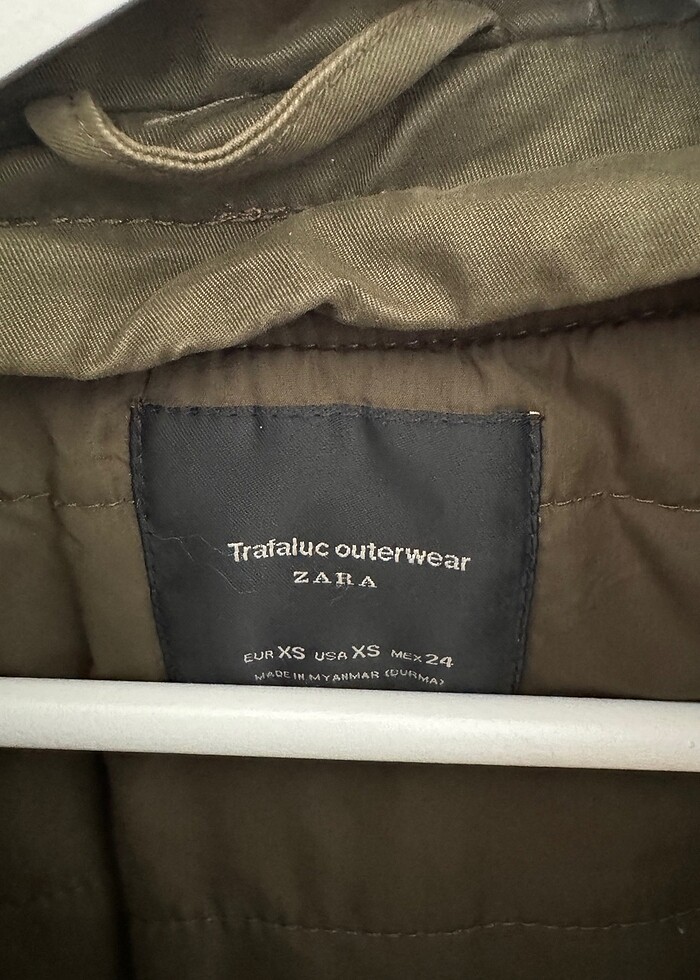 Trafaluc outerwear
ZARA
EUR XS USA XS MEX 24
MADE IN MYANMAR (BURMA)